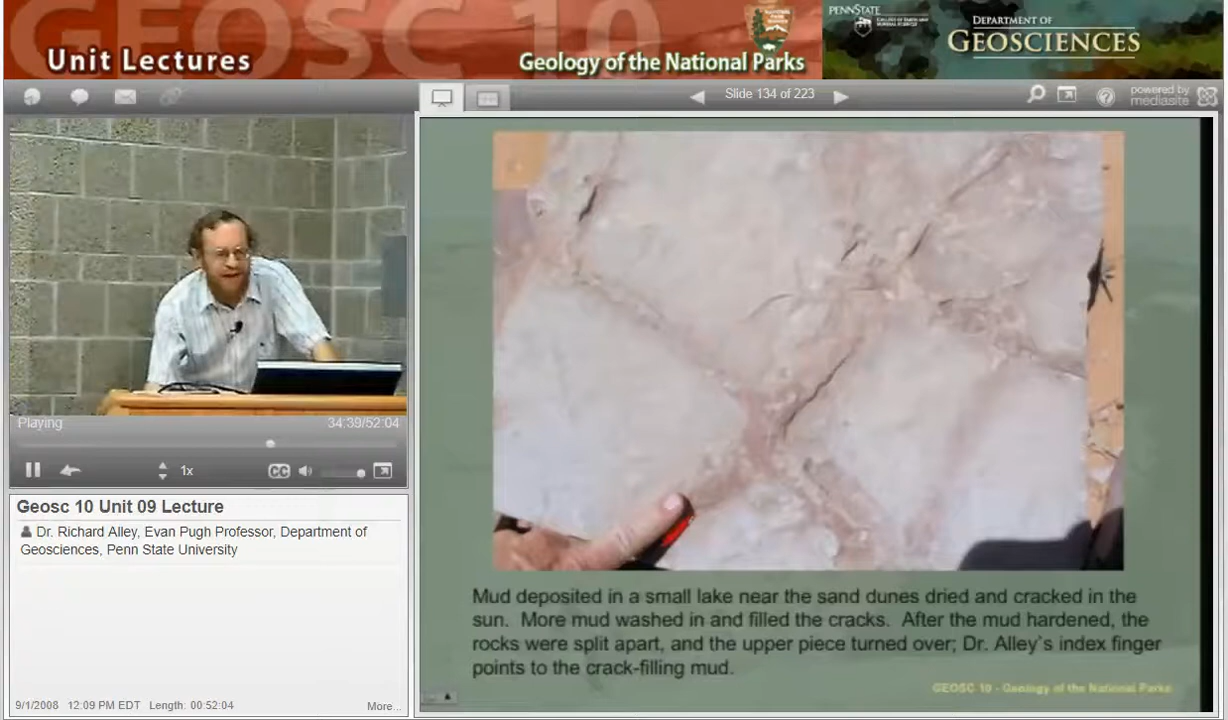 GEOSC 10
Unit Lectures
Geology of the National Parks
PENNSTATE
DEPARTMENT OF
GEOSCIENCES
Slide 134 of 223
powered by
mediasite
Playing
34:39/52:04
1x
CC
Geosc 10 Unit 09 Lecture
Dr. Richard Alley, Evan Pugh Professor, Department of
Geosciences, Penn State University
Mud deposited in a small lake near the sand dunes dried and cracked in the
sun. More mud washed in and filled the cracks. After the mud hardened, the
rocks were split apart, and the upper piece turned over; Dr. Alley's index finger
points to the crack-filling mud.
GEOSC 10 - Geology of the National Parks
9/1/2008 12:09 PM EDT Length: 00:52:04
More...